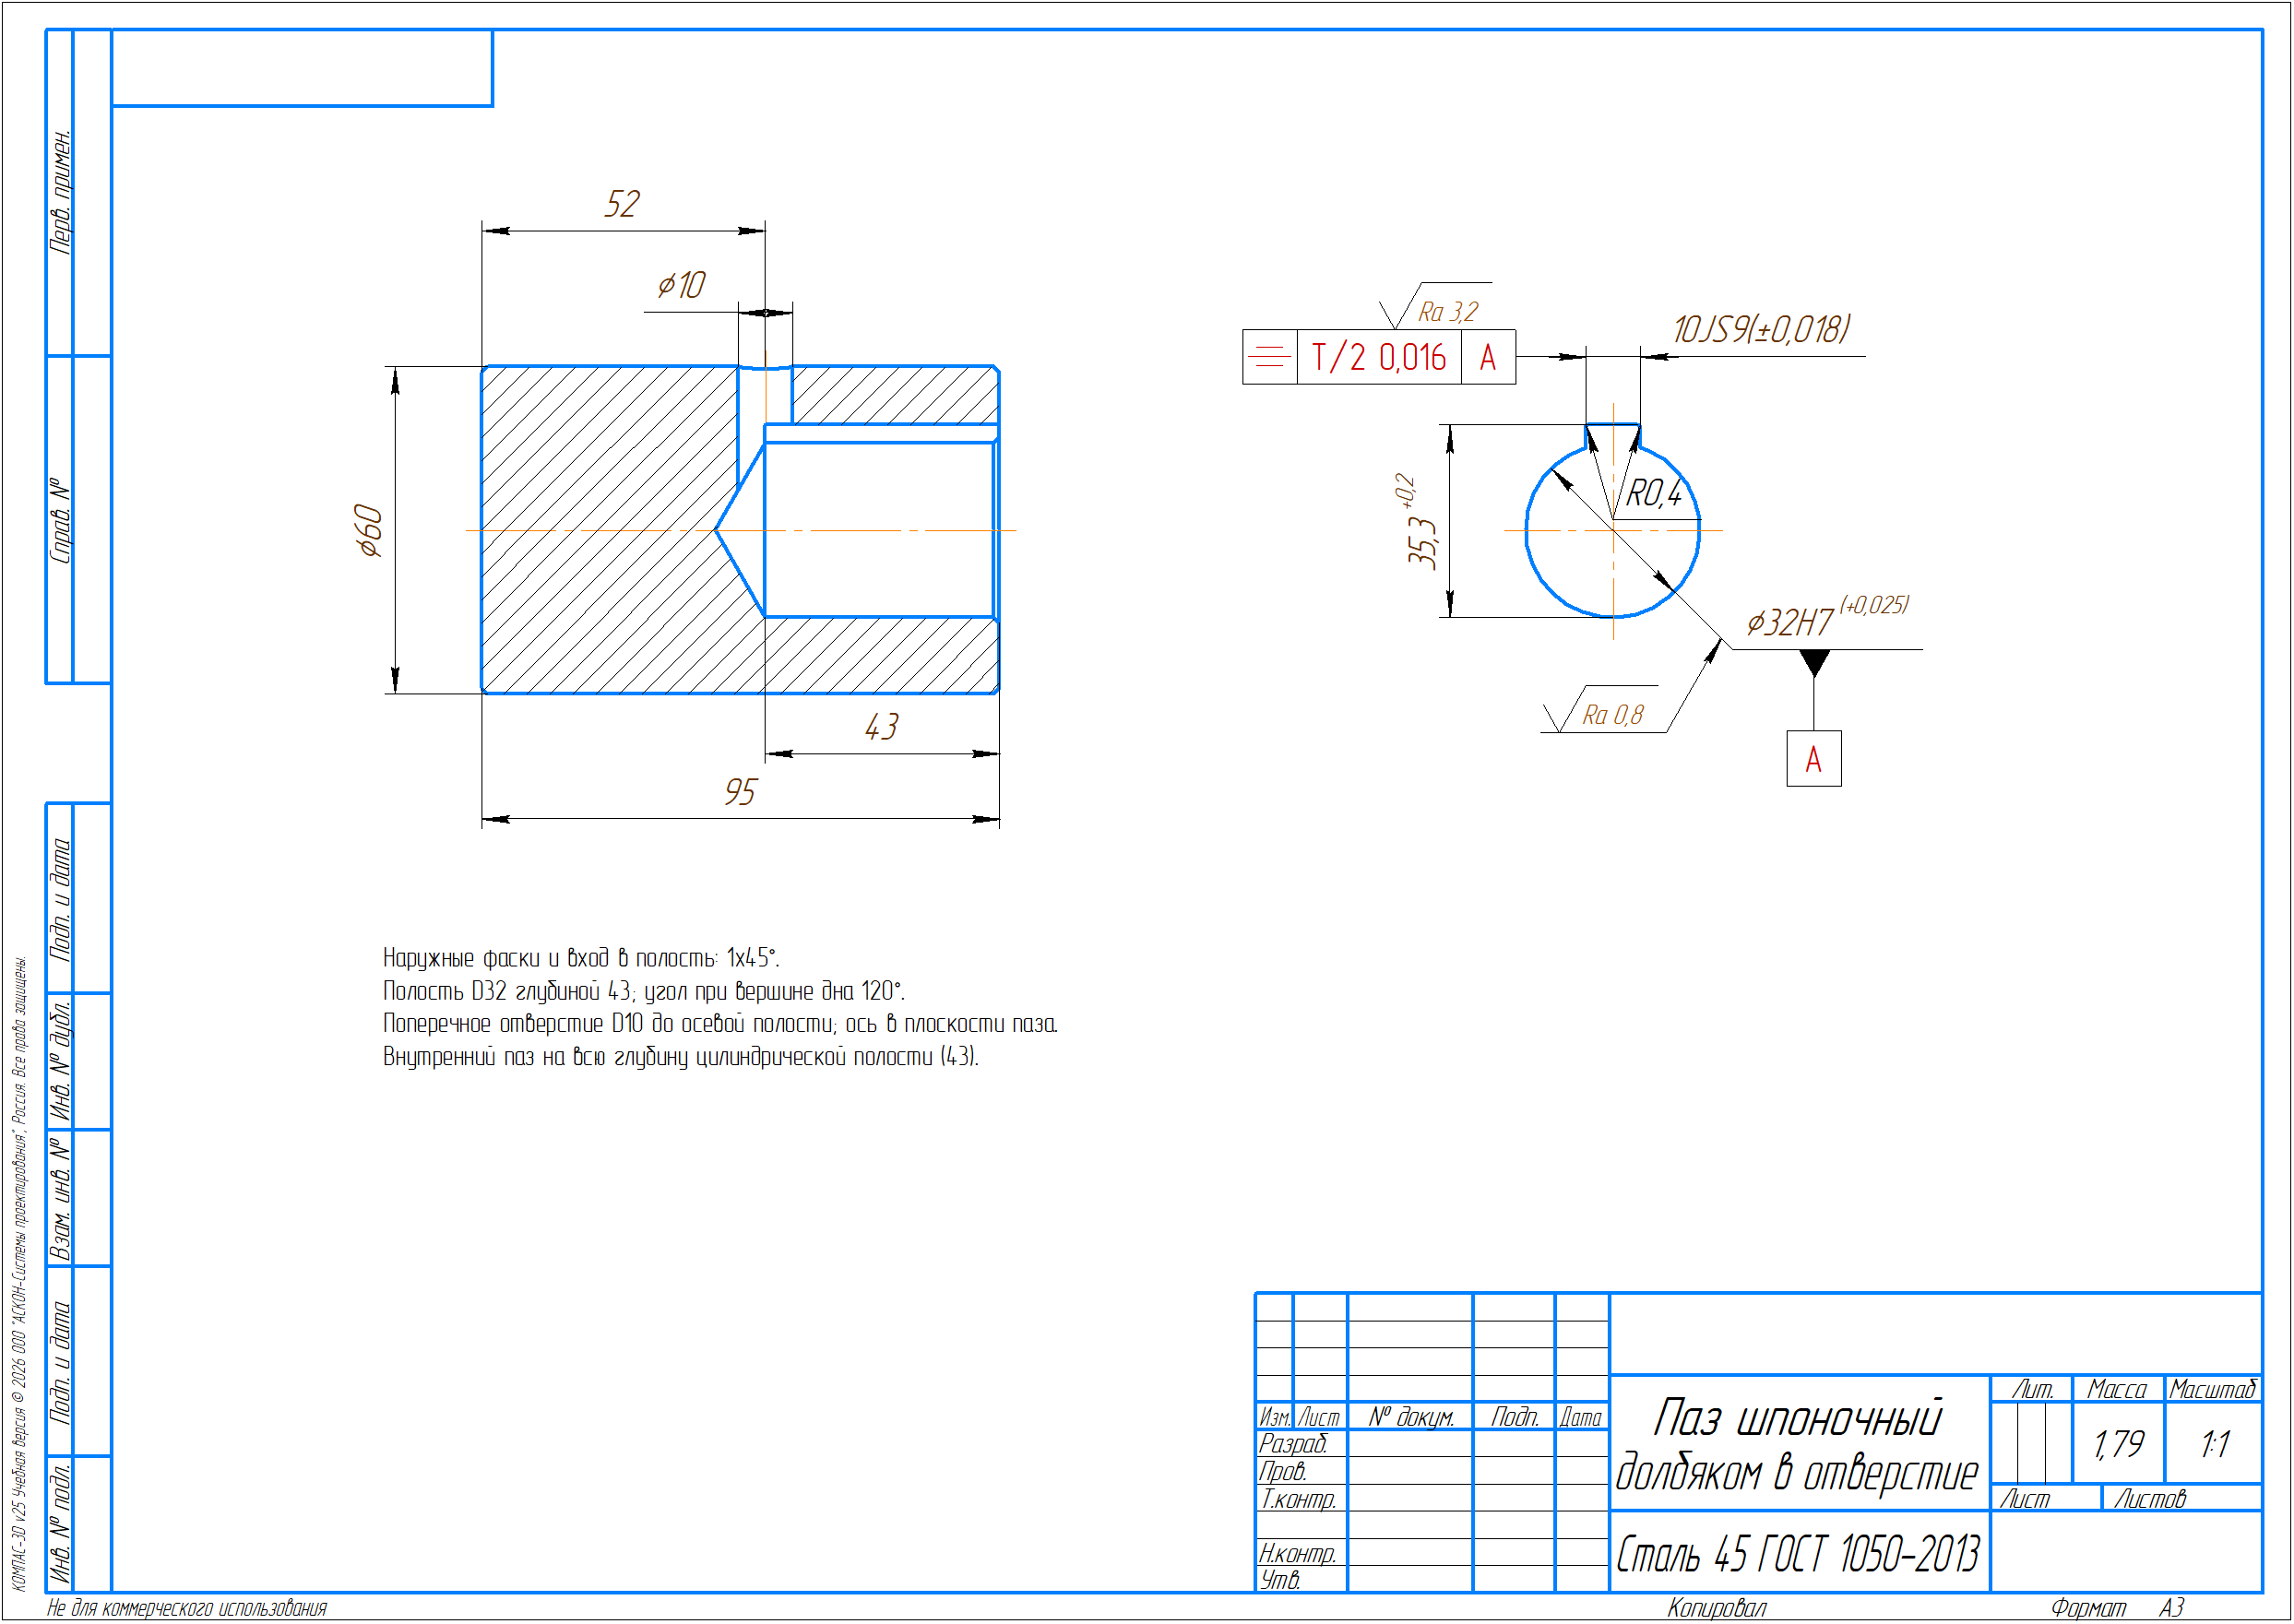 Перв. примен.
Справ. №
Подп. и дата
Инв. № дубл.
Взам. инв. №
Подп. и дата
Инв. № подл.
КОМПАС-3D v25 Учебная версия © 2026 ООО "АСКОН-Системы проектирования", Россия. Все права защищены.
52
⌀10
⌀60
43
95
Ra 3,2
T/2 0,016 A
10JS9(±0,018)
35,3 +0,2
R0,4
⌀32H7 (+0,025)
Ra 0,8
A
Наружные фаски и вход в полость: 1x45°.
Полость D32 глубиной 43; угол при вершине дна 120°.
Поперечное отверстие D10 до осевой полости; ось в плоскости паза.
Внутренний паз на всю глубину цилиндрической полости (43).
Изм. Лист № докум. Подп. Дата
Разраб.
Пров.
Т.контр.
Н.контр.
Утв.
Паз шпоночный
долбяком в отверстие
Сталь 45 ГОСТ 1050-2013
Лит. Масса Масштаб
1,79 1:1
Лист Листов
Не для коммерческого использования
Копировал
Формат A3